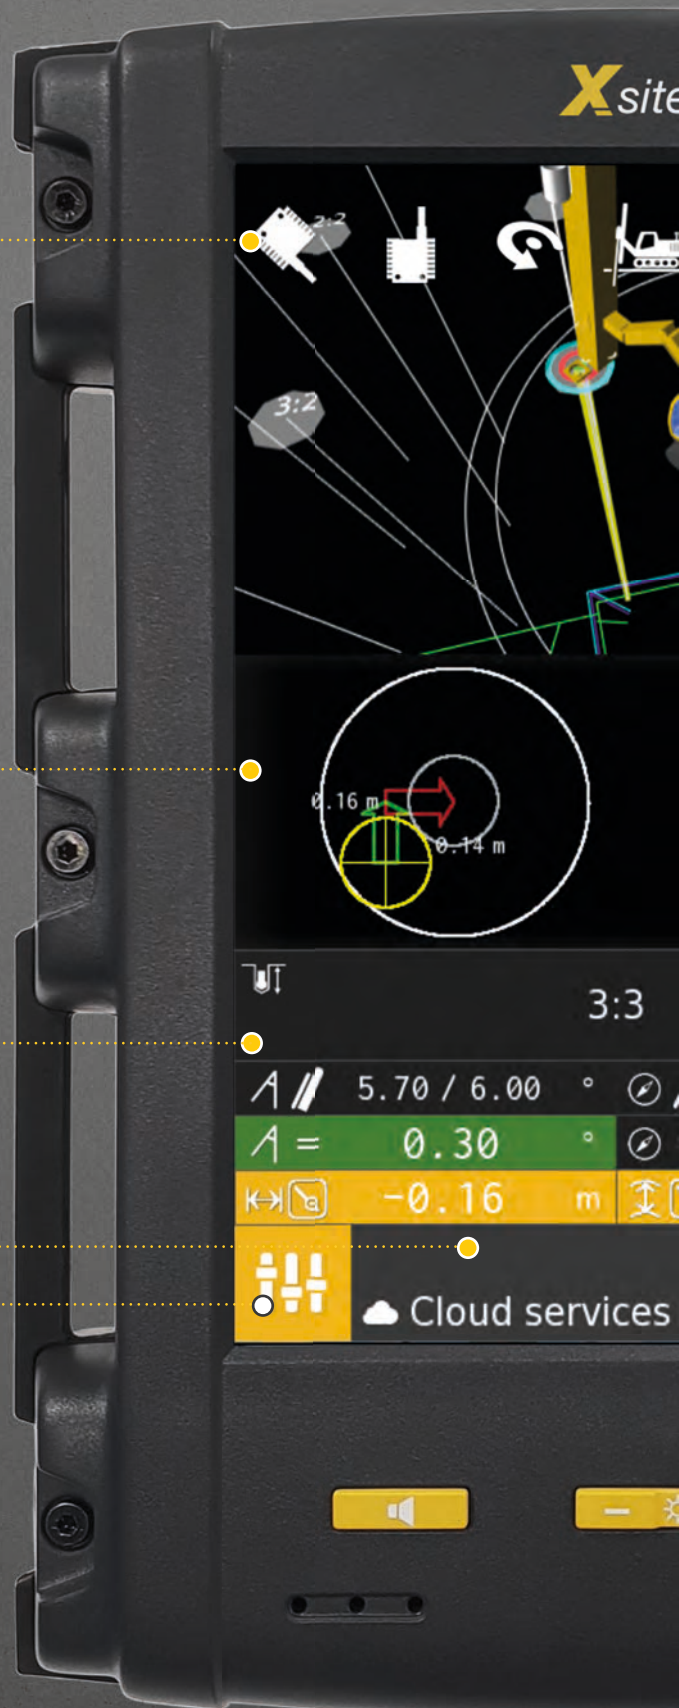 Xsite
2:2
3:2
0.16 m
0.14 m
3:3
5.70 / 6.00 °
= 0.30 °
-0.16 m
Cloud services